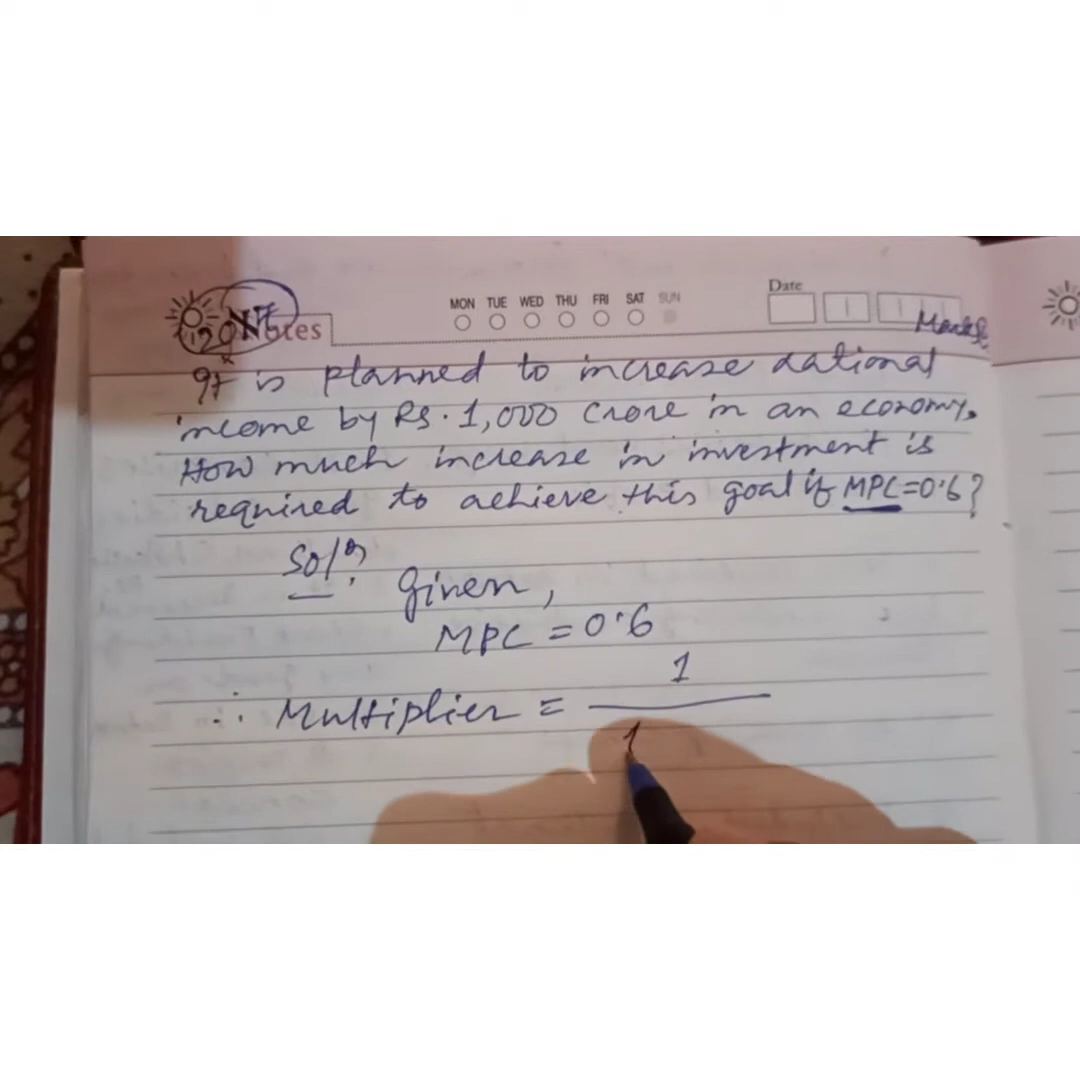 MON TUE WED THU FRI SAT SUN
Date
Notes
2017
Marks
It is planned to increase national
income by Rs. 1,000 crore in an economy.
How much increase in investment is
required to achieve this goal if MPC=0.6?
Sol?
Given,
MPC = 0.6
∴ Multiplier = 1
1